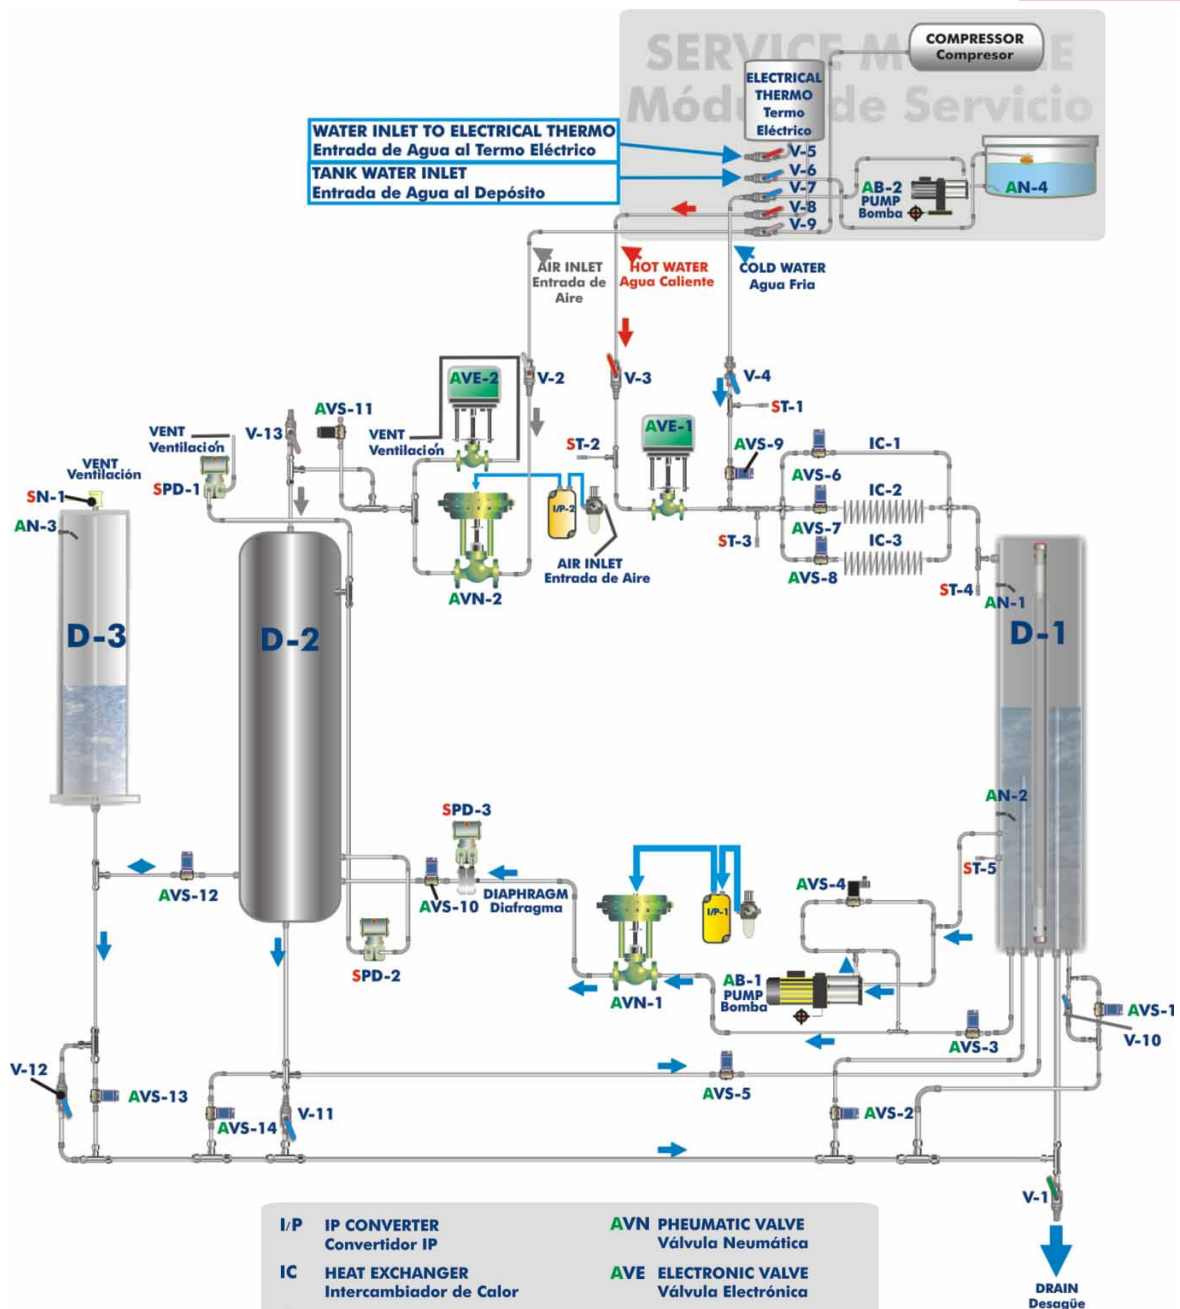 SERVICE MODULE
Módulo de Servicio
COMPRESSOR
Compresor
ELECTRICAL
THERMO
Termo
Eléctrico
WATER INLET TO ELECTRICAL THERMO
Entrada de Agua al Termo Eléctrico
TANK WATER INLET
Entrada de Agua al Depósito
V-5
V-6
V-7
V-8
V-9
AB-2
PUMP
Bomba
AN-4
AIR INLET
Entrada de
Aire
HOT WATER
Agua Caliente
COLD WATER
Agua Fria
AVE-2
V-2
V-3
V-4
AVS-11
V-13
VENT
Ventilación
VENT
Ventilación
ST-1
AVE-1
ST-2
AVS-9
IC-1
AVS-6
IC-2
AVS-7
IC-3
AVS-8
VENT
Ventilación
SN-1
SPD-1
AN-3
I/P-2
ST-3
AIR INLET
Entrada de Aire
AVN-2
ST-4
AN-1
D-3
D-2
D-1
AN-2
SPD-3
ST-5
AVS-12
AVS-10
DIAPHRAGM
Diafragma
I/P-1
AVS-4
SPD-2
AVN-1
AB-1
PUMP
Bomba
AVS-3
AVS-1
V-10
V-12
AVS-13
AVS-14
V-11
AVS-5
AVS-2
V-1
I/P IP CONVERTER
Convertidor IP
IC HEAT EXCHANGER
Intercambiador de Calor
AVN PHEUMATIC VALVE
Válvula Neumática
AVE ELECTRONIC VALVE
Válvula Electrónica
DRAIN
Desagüe